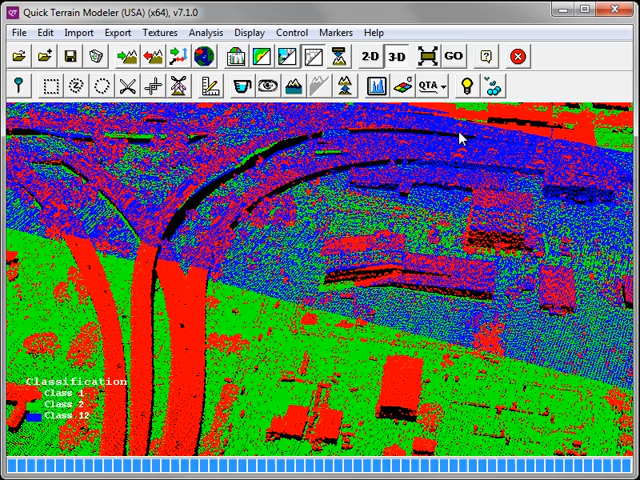 QT Quick Terrain Modeler (USA) (x64), v7.1.0
File Edit Import Export Textures Analysis Display Control Markers Help
2-D 3-D GO ?
QTA
Classification
Class 1
Class 2
Class 12